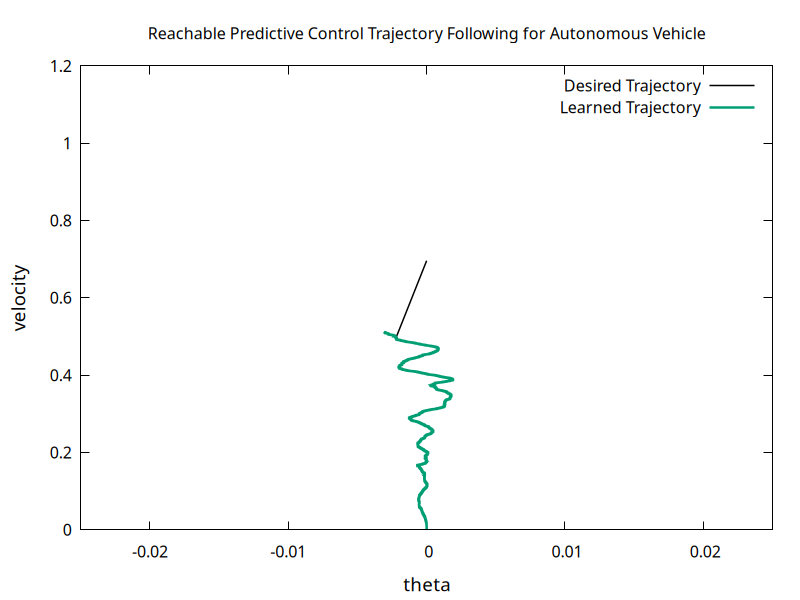 Reachable Predictive Control Trajectory Following for Autonomous Vehicle
Desired Trajectory
Learned Trajectory
1.2
1
0.8
0.6
0.4
0.2
0
velocity
-0.02
-0.01
0
0.01
0.02
theta